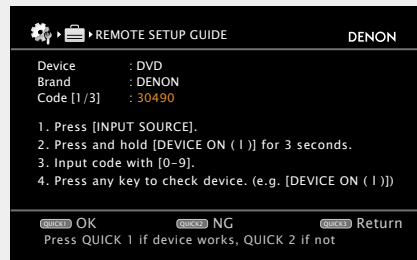 REMOTE SETUP GUIDE DENON
Device : DVD
Brand : DENON
Code [1/3] : 30490
1. Press [INPUT SOURCE].
2. Press and hold [DEVICE ON ( I )] for 3 seconds.
3. Input code with [0–9].
4. Press any key to check device. (e.g. [DEVICE ON ( I )])
QUICK1 OK QUICK2 NG QUICK3 Return
Press QUICK 1 if device works, QUICK 2 if not